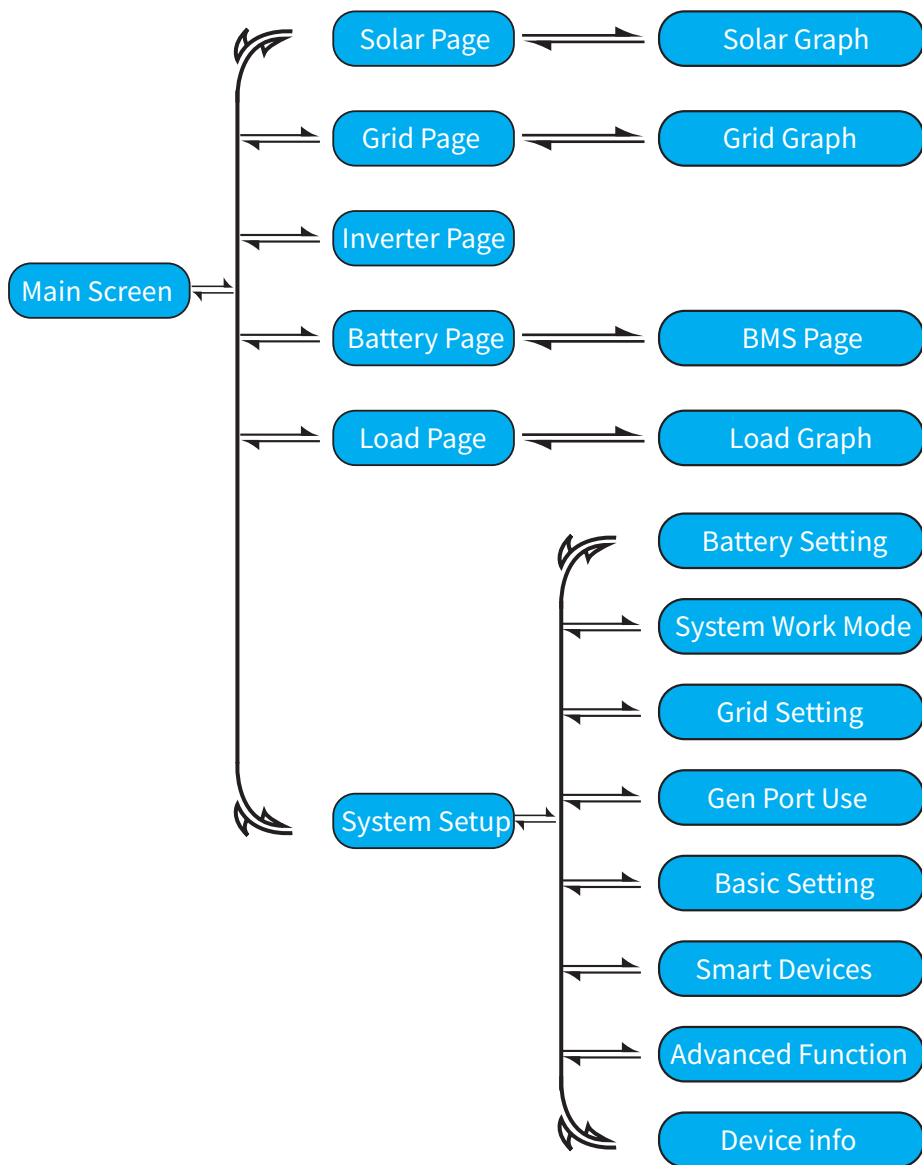 Solar Page
Solar Graph
Grid Page
Grid Graph
Inverter Page
Main Screen
Battery Page
BMS Page
Load Page
Load Graph
Battery Setting
System Work Mode
Grid Setting
Gen Port Use
System Setup
Basic Setting
Smart Devices
Advanced Function
Device info